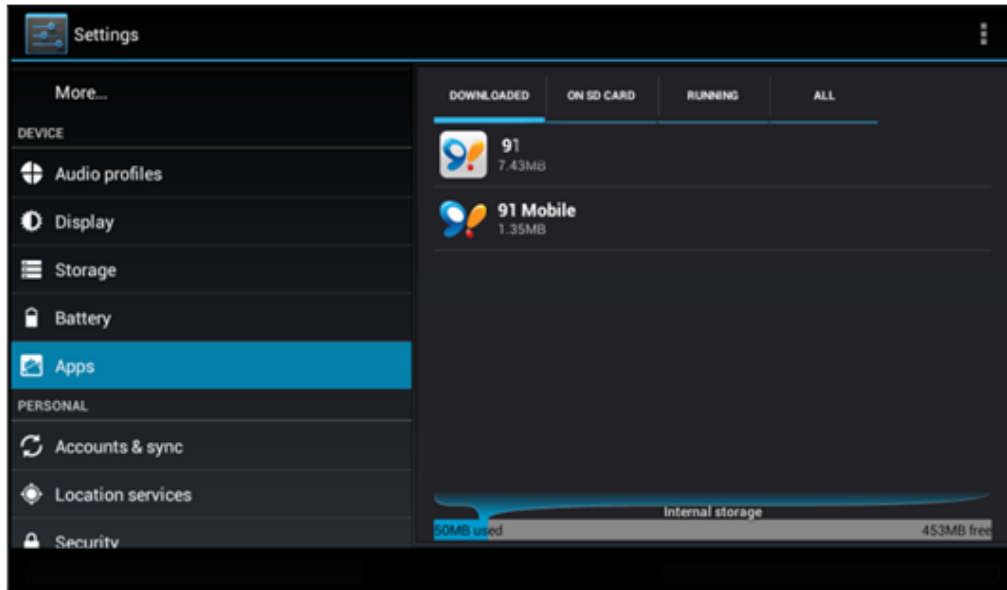 Settings
More...
DEVICE
Audio profiles
Display
Storage
Battery
Apps
PERSONAL
Accounts & sync
Location services
Security
DOWNLOADED ON SD CARD RUNNING ALL
91
7.43MB
91 Mobile
1.35MB
Internal storage
50MB used 453MB free